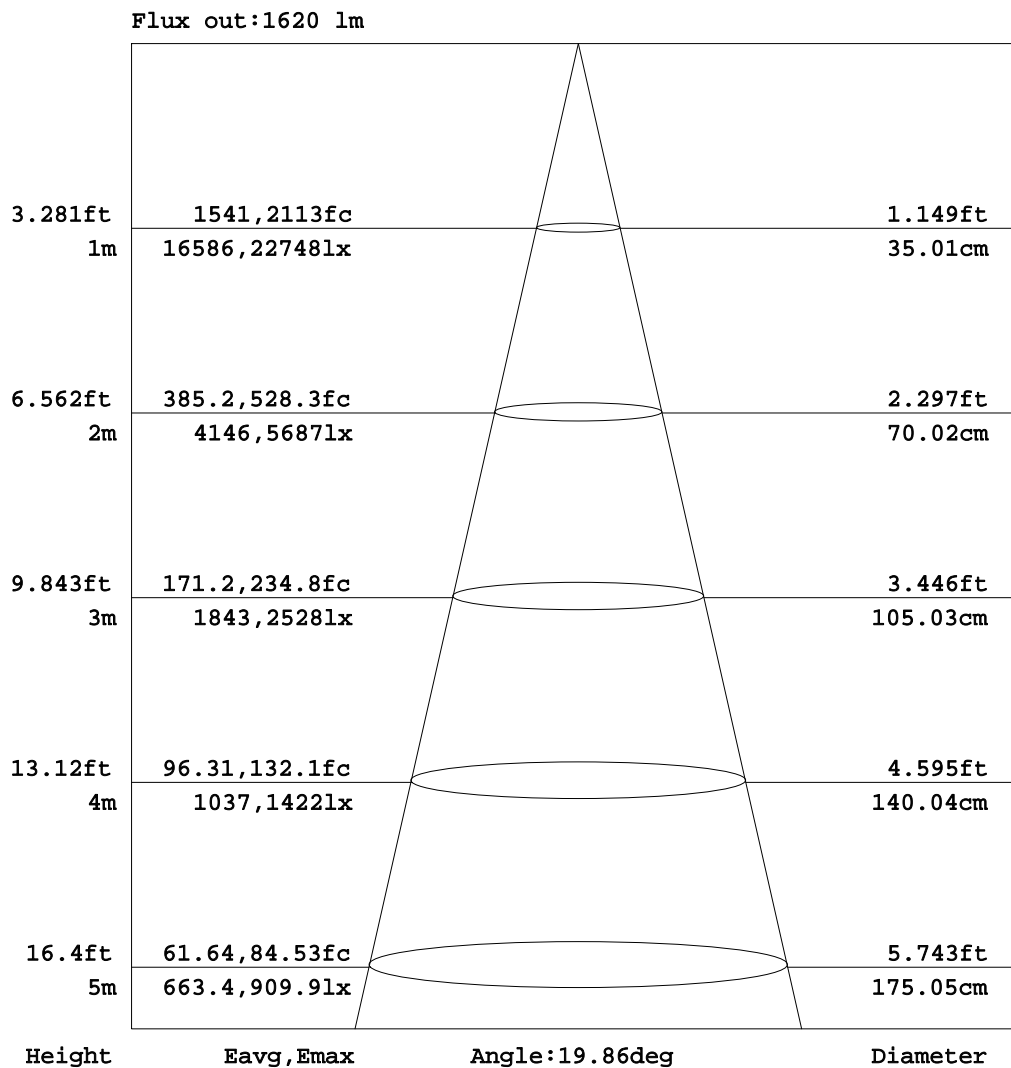 Flux out:1620 lm
3.281ft 1541,2113fc 1.149ft
1m 16586,22748lx 35.01cm
6.562ft 385.2,528.3fc 2.297ft
2m 4146,5687lx 70.02cm
9.843ft 171.2,234.8fc 3.446ft
3m 1843,2528lx 105.03cm
13.12ft 96.31,132.1fc 4.595ft
4m 1037,1422lx 140.04cm
16.4ft 61.64,84.53fc 5.743ft
5m 663.4,909.9lx 175.05cm
Height Eavg,Emax Angle:19.86deg Diameter